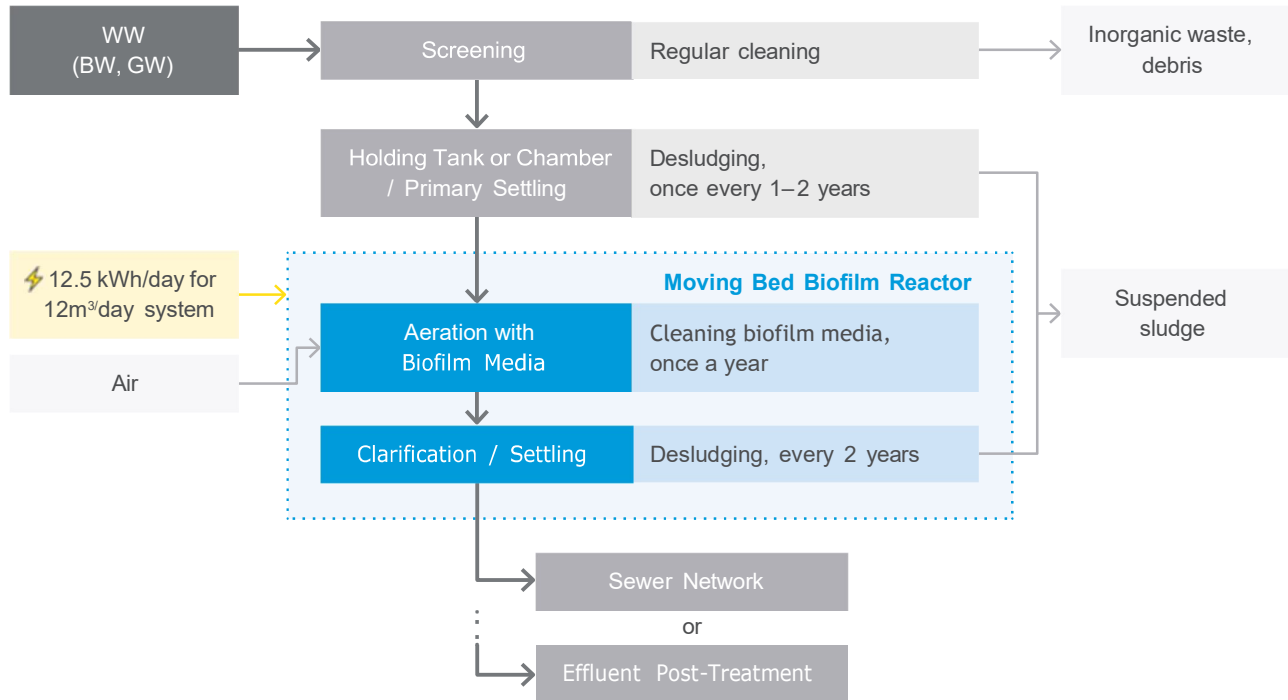 WW
(BW, GW)
Screening
Regular cleaning
Inorganic waste,
debris
Holding Tank or Chamber
/ Primary Settling
Desludging,
once every 1–2 years
⚡12.5 kWh/day for
12m³/day system
Moving Bed Biofilm Reactor
Suspended
sludge
Aeration with
Biofilm Media
Cleaning biofilm media,
once a year
Air
Clarification / Settling
Desludging, every 2 years
Sewer Network
or
Effluent Post-Treatment